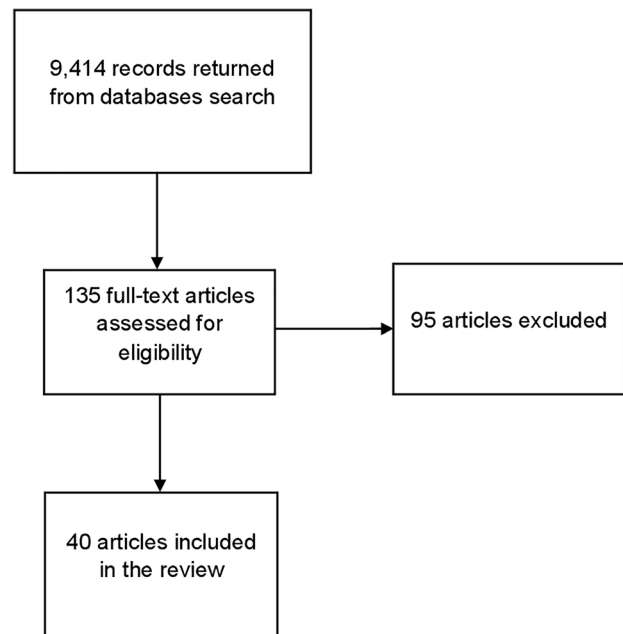 9,414 records returned
from databases search
135 full-text articles
assessed for
eligibility
95 articles excluded
40 articles included
in the review